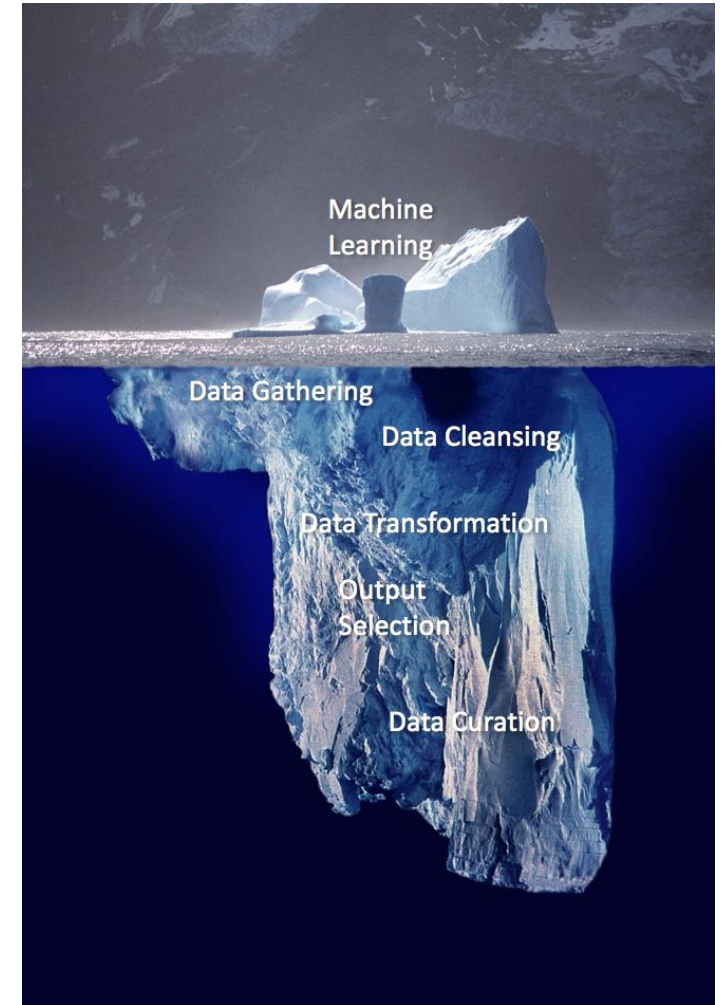 Machine
Learning
Data Gathering
Data Cleansing
Data Transformation
Output
Selection
Data Curation